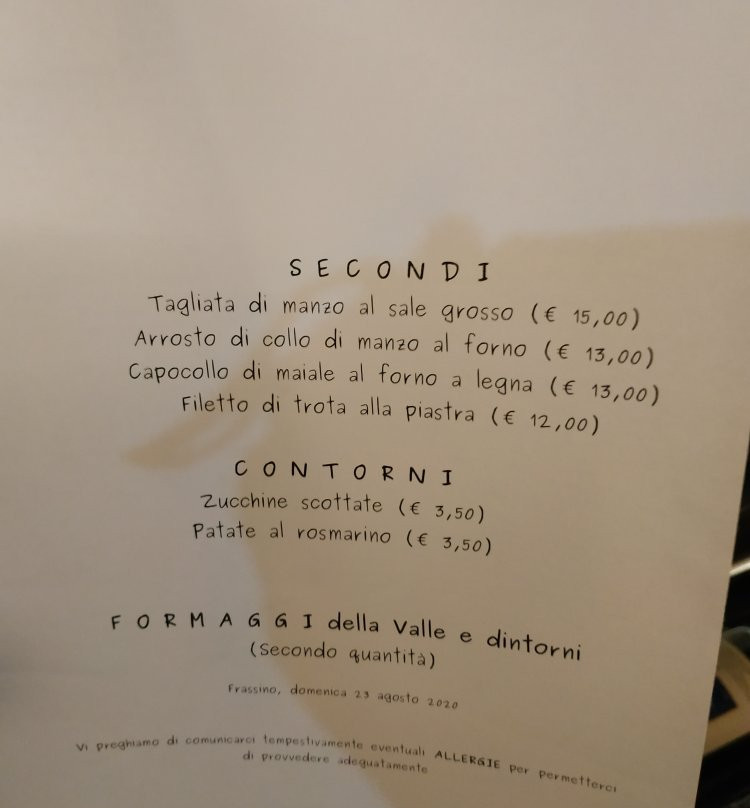 SECONDI
Tagliata di manzo al sale grosso (€ 15,00)
Arrosto di collo di manzo al forno (€ 13,00)
Capocollo di maiale al forno a legna (€ 13,00)
Filetto di trota alla piastra (€ 12,00)
CONTORNI
Zucchine scottate (€ 3,50)
Patate al rosmarino (€ 3,50)
FORMAGGI della Valle e dintorni
(Secondo quantità)
Frassino, domenica 23 agosto 2020
Vi preghiamo di comunicarci tempestivamente eventuali ALLERGIE per permetterci
di provvedere adeguatamente